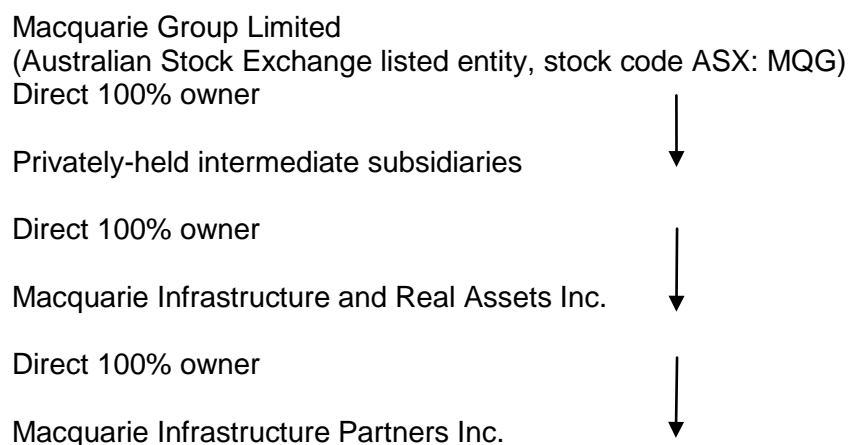 Macquarie Group Limited
(Australian Stock Exchange listed entity, stock code ASX: MQG)
Direct 100% owner
Privately-held intermediate subsidiaries
Direct 100% owner
Macquarie Infrastructure and Real Assets Inc.
Direct 100% owner
Macquarie Infrastructure Partners Inc.